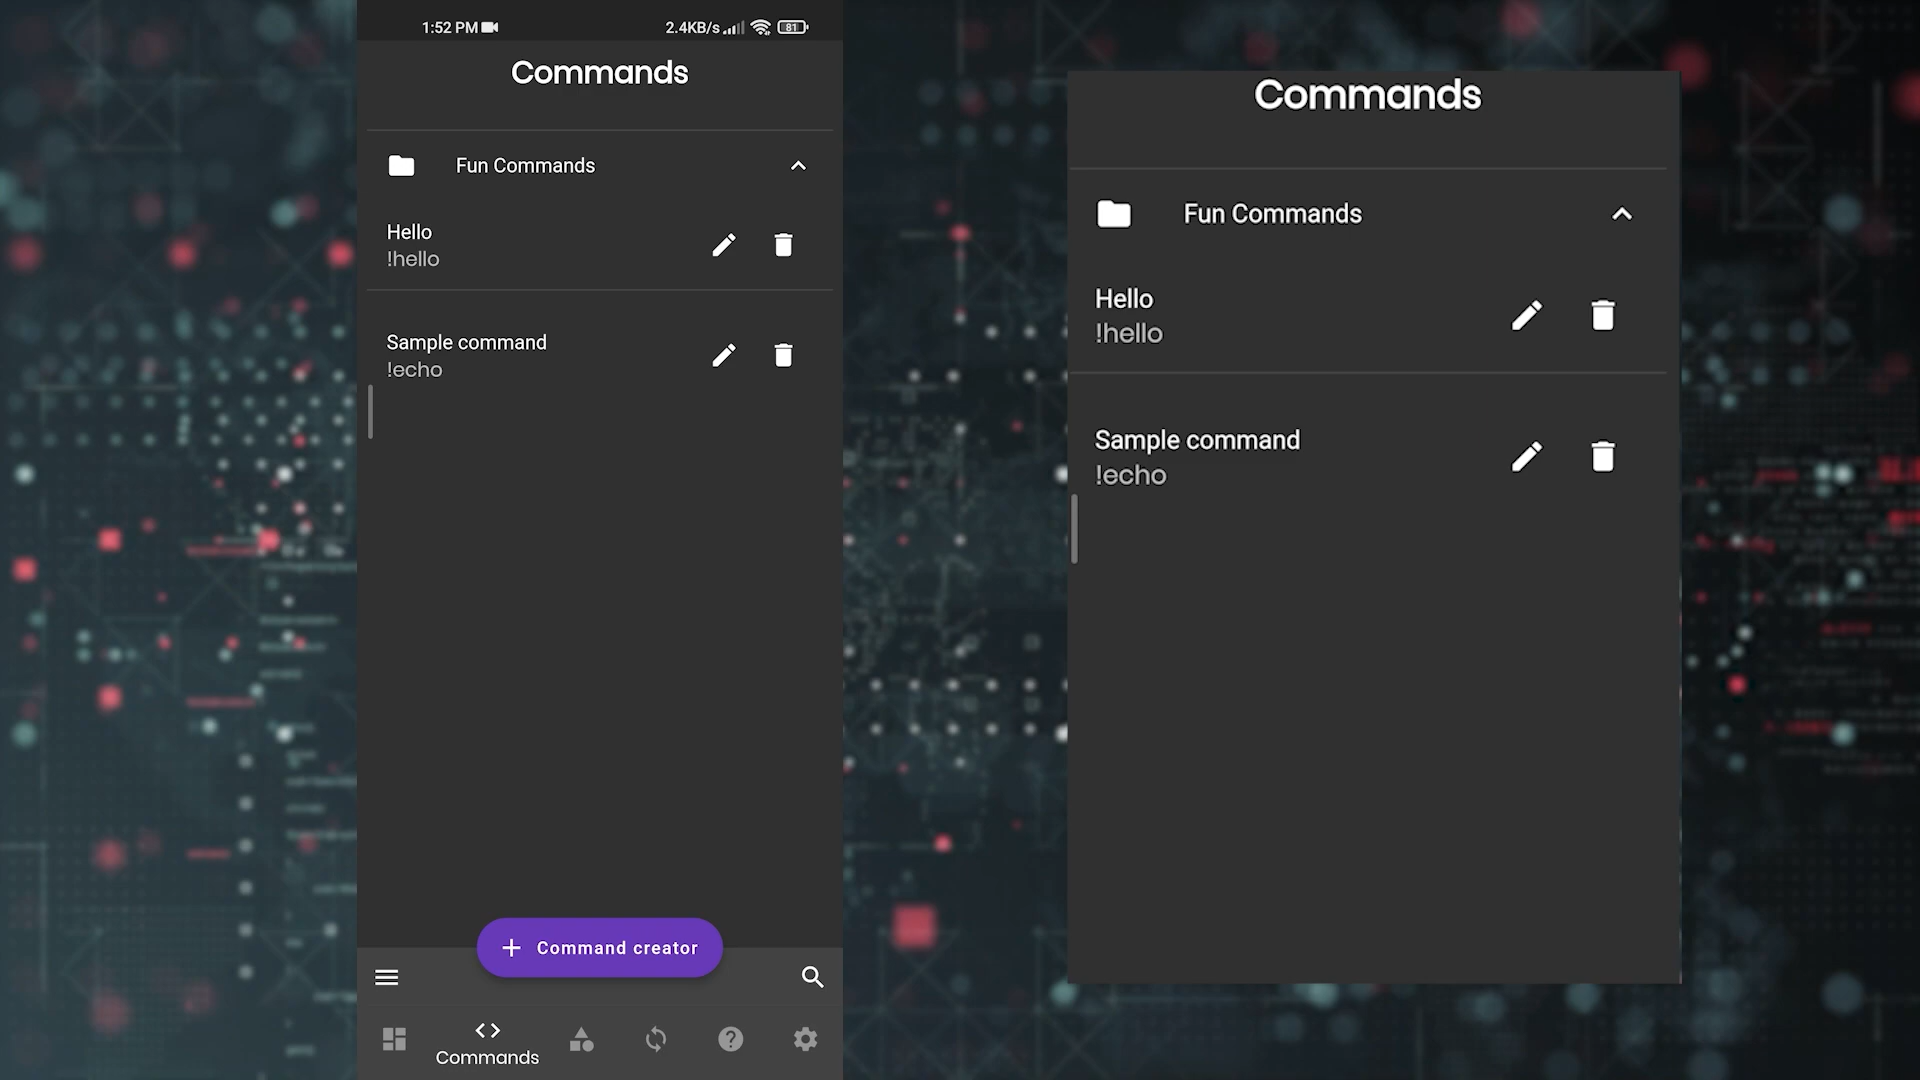 1:52 PM
2.4KB/s
81
Commands
Fun Commands
Hello
!hello
Sample command
!echo
+ Command creator
Commands
Commands
Fun Commands
Hello
!hello
Sample command
!echo